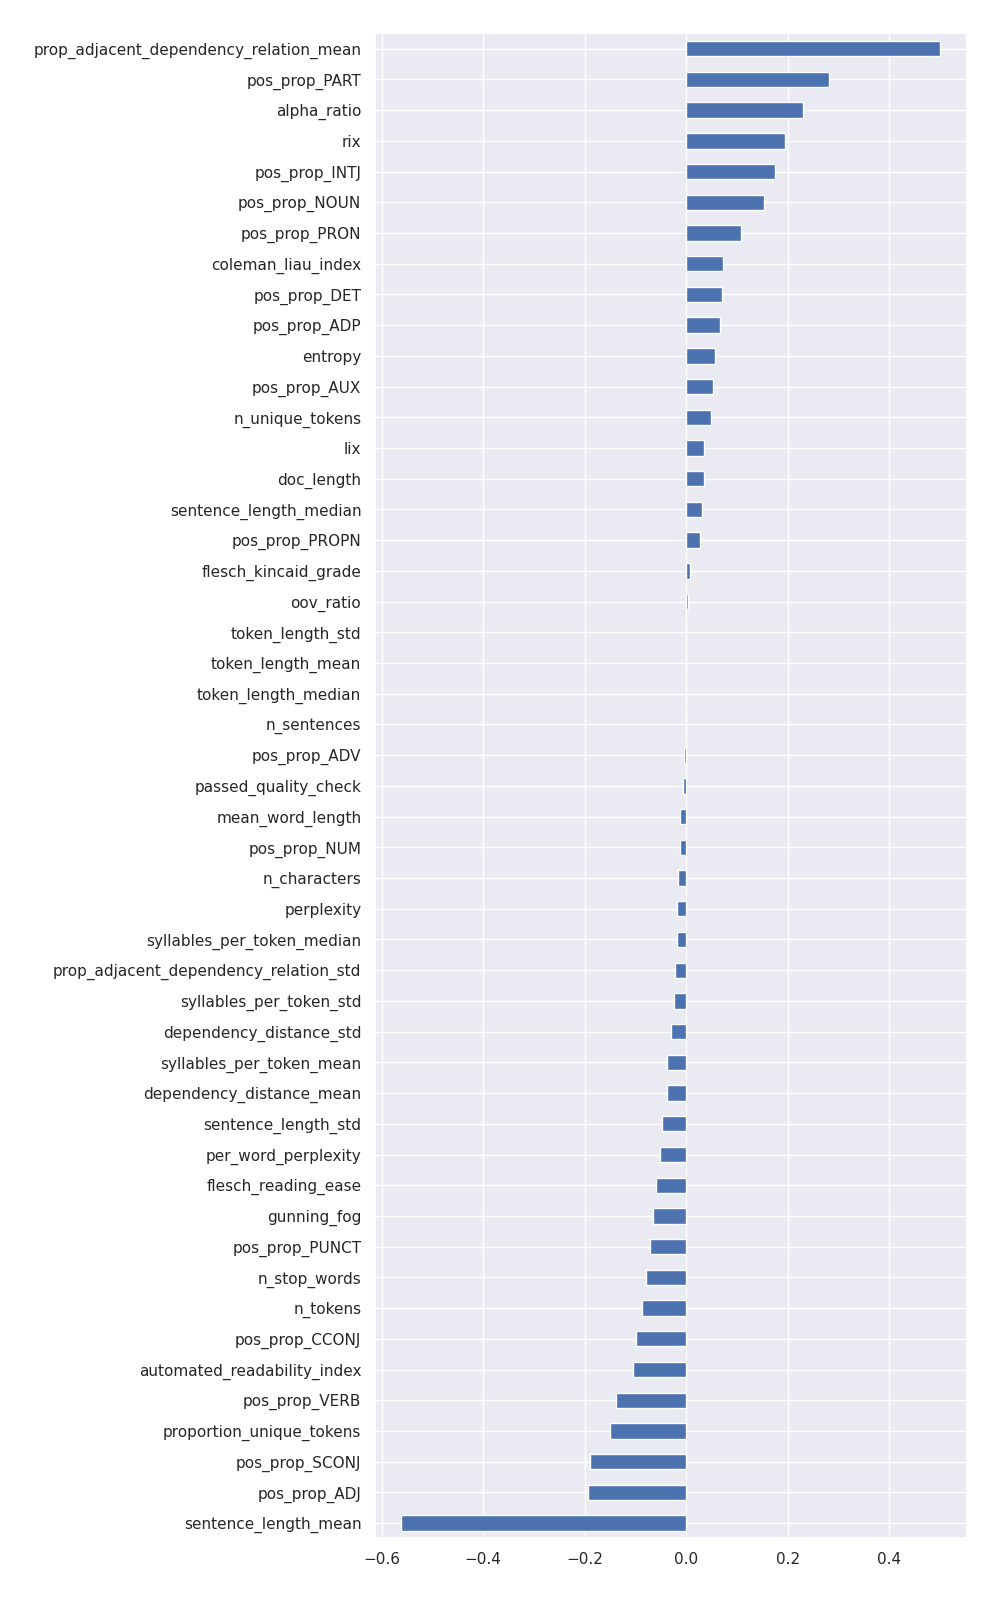 prop_adjacent_dependency_relation_mean
pos_prop_PART
alpha_ratio
rix
pos_prop_INTJ
pos_prop_NOUN
pos_prop_PRON
coleman_liau_index
pos_prop_DET
pos_prop_ADP
entropy
pos_prop_AUX
n_unique_tokens
lix
doc_length
sentence_length_median
pos_prop_PROPN
flesch_kincaid_grade
oov_ratio
token_length_std
token_length_mean
token_length_median
n_sentences
pos_prop_ADV
passed_quality_check
mean_word_length
pos_prop_NUM
n_characters
perplexity
syllables_per_token_median
prop_adjacent_dependency_relation_std
syllables_per_token_std
dependency_distance_std
syllables_per_token_mean
dependency_distance_mean
sentence_length_std
per_word_perplexity
flesch_reading_ease
gunning_fog
pos_prop_PUNCT
n_stop_words
n_tokens
pos_prop_CCONJ
automated_readability_index
pos_prop_VERB
proportion_unique_tokens
pos_prop_SCONJ
pos_prop_ADJ
sentence_length_mean
−0.6 −0.4 −0.2 0.0 0.2 0.4